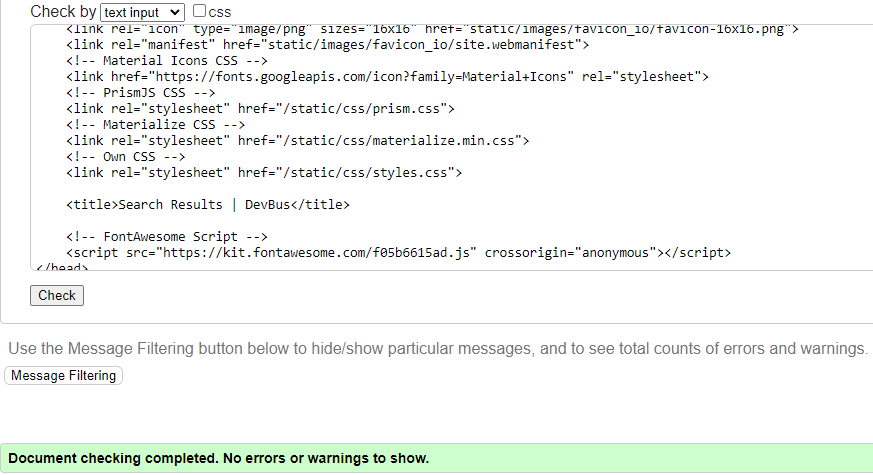 Check by text input css
<link rel="icon" type="image/png" sizes="16x16" href="static/images/favicon_io/favicon-16x16.png">
<link rel="manifest" href="static/images/favicon_io/site.webmanifest">
<!-- Material Icons CSS -->
<link href="https://fonts.googleapis.com/icon?family=Material+Icons" rel="stylesheet">
<!-- PrismJS CSS -->
<link rel="stylesheet" href="/static/css/prism.css">
<!-- Materialize CSS -->
<link rel="stylesheet" href="/static/css/materialize.min.css">
<!-- Own CSS -->
<link rel="stylesheet" href="/static/css/styles.css">
<title>Search Results | DevBus</title>
<!-- FontAwesome Script -->
<script src="https://kit.fontawesome.com/f05b6615ad.js" crossorigin="anonymous"></script>
</head>
Check
Use the Message Filtering button below to hide/show particular messages, and to see total counts of errors and warnings.
Message Filtering
Document checking completed. No errors or warnings to show.